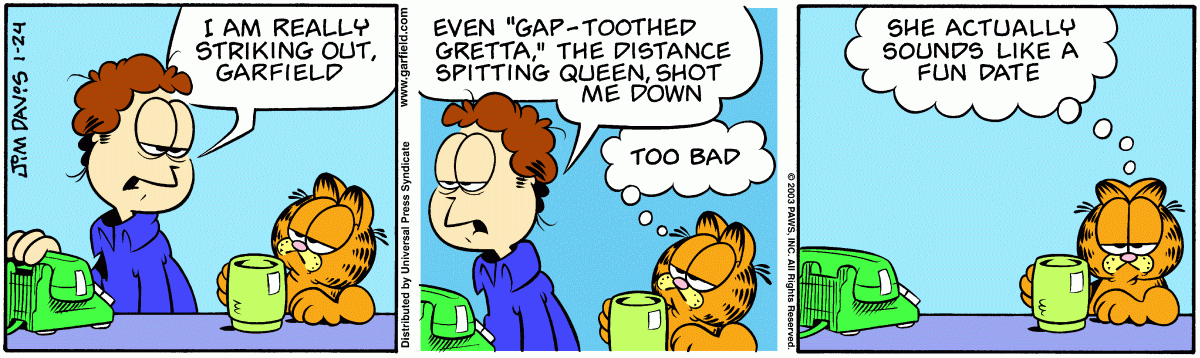 JIM DAVIS 1-24
I AM REALLY
STRIKING OUT,
GARFIELD
www.garfield.com
Distributed by Universal Press Syndicate
EVEN "GAP-TOOTHED
GRETTA," THE DISTANCE
SPITTING QUEEN, SHOT
ME DOWN
TOO BAD
© 2003 PAWS, INC. All Rights Reserved.
SHE ACTUALLY
SOUNDS LIKE A
FUN DATE